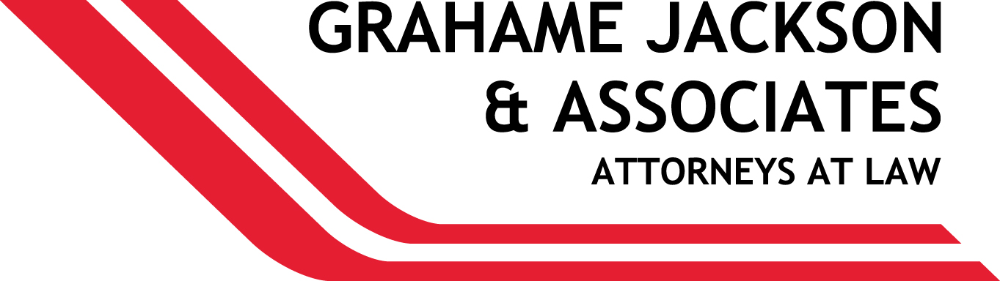 GRAHAME JACKSON
& ASSOCIATES
ATTORNEYS AT LAW